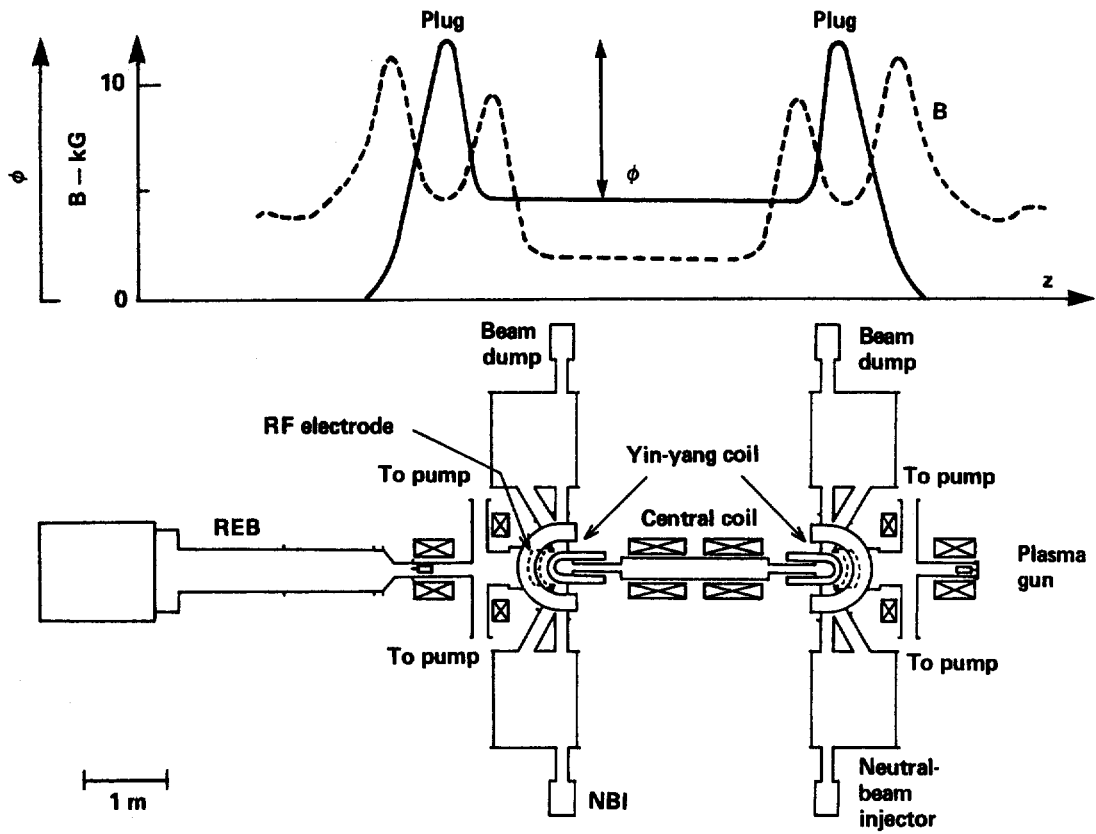 Plug
Plug
10
B
B – kG
ϕ
ϕ
0
z
Beam
dump
Beam
dump
RF electrode
Yin-yang coil
To pump
To pump
REB
Central coil
Plasma
gun
To pump
To pump
1 m
NBI
Neutral-
beam
injector